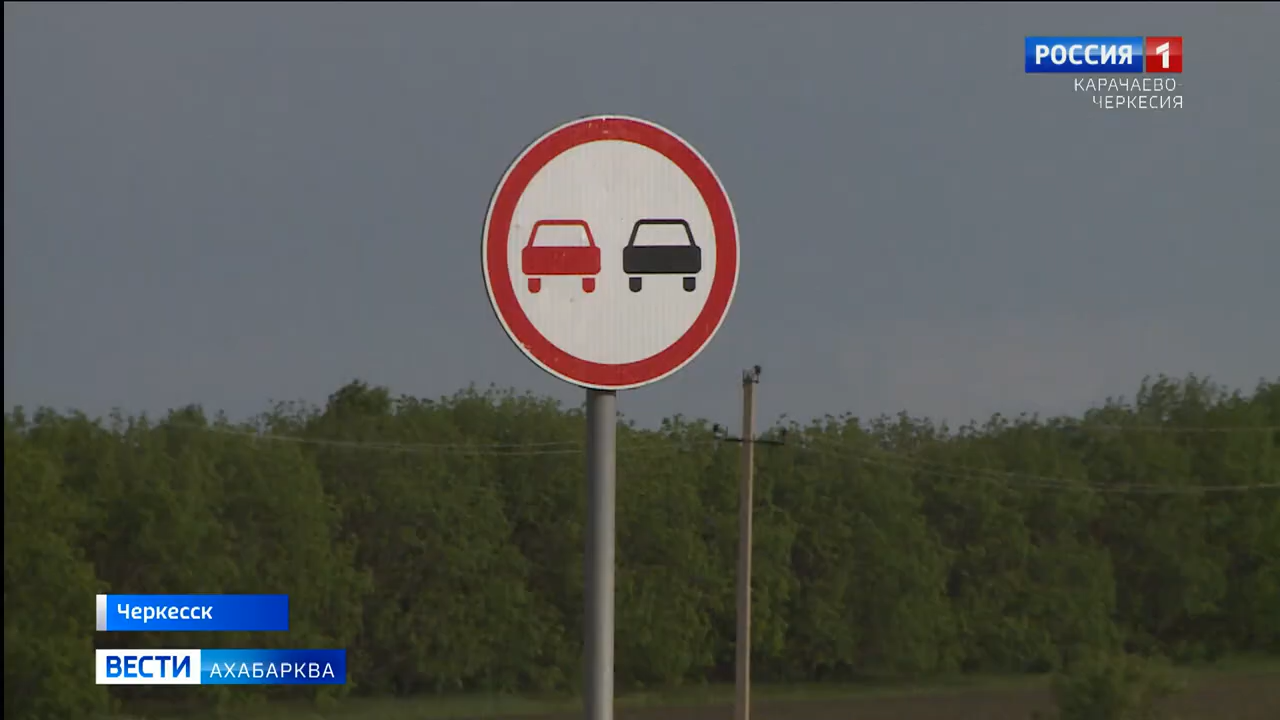 РОССИЯ 1
КАРАЧАЕВО-
ЧЕРКЕСИЯ
Черкесск
ВЕСТИ АХАБАРКВА